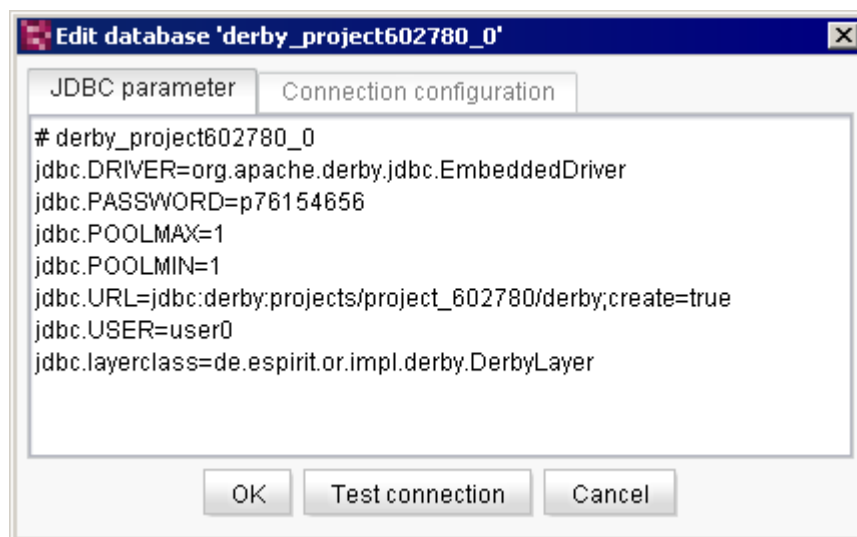 Edit database 'derby_project602780_0'
JDBC parameter
Connection configuration
# derby_project602780_0
jdbc.DRIVER=org.apache.derby.jdbc.EmbeddedDriver
jdbc.PASSWORD=p76154656
jdbc.POOLMAX=1
jdbc.POOLMIN=1
jdbc.URL=jdbc:derby:projects/project_602780/derby;create=true
jdbc.USER=user0
jdbc.layerclass=de.espirit.or.impl.derby.DerbyLayer
OK
Test connection
Cancel